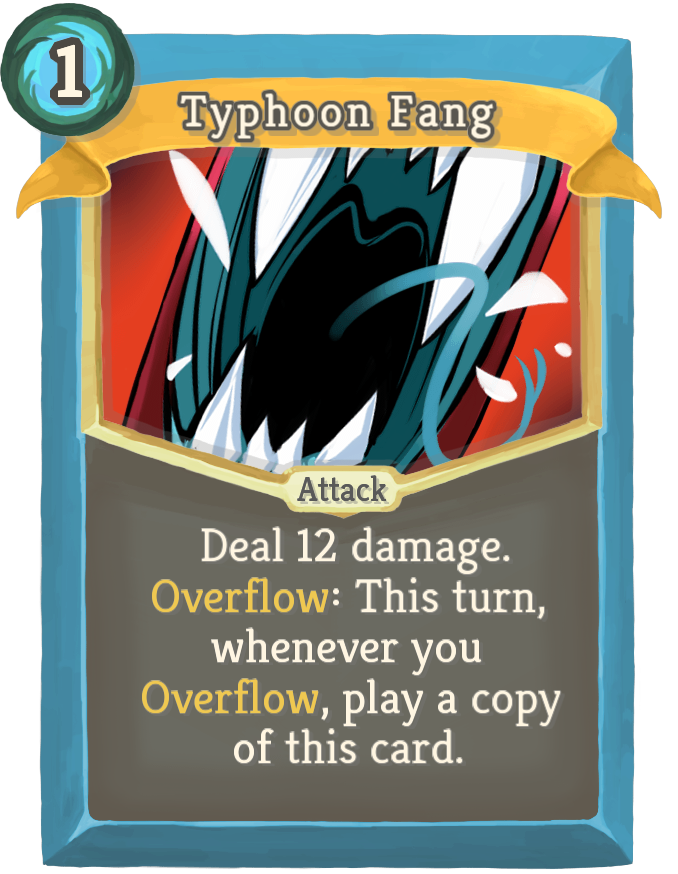 1
Typhoon Fang
Attack
Deal 12 damage.
Overflow: This turn,
whenever you
Overflow, play a copy
of this card.